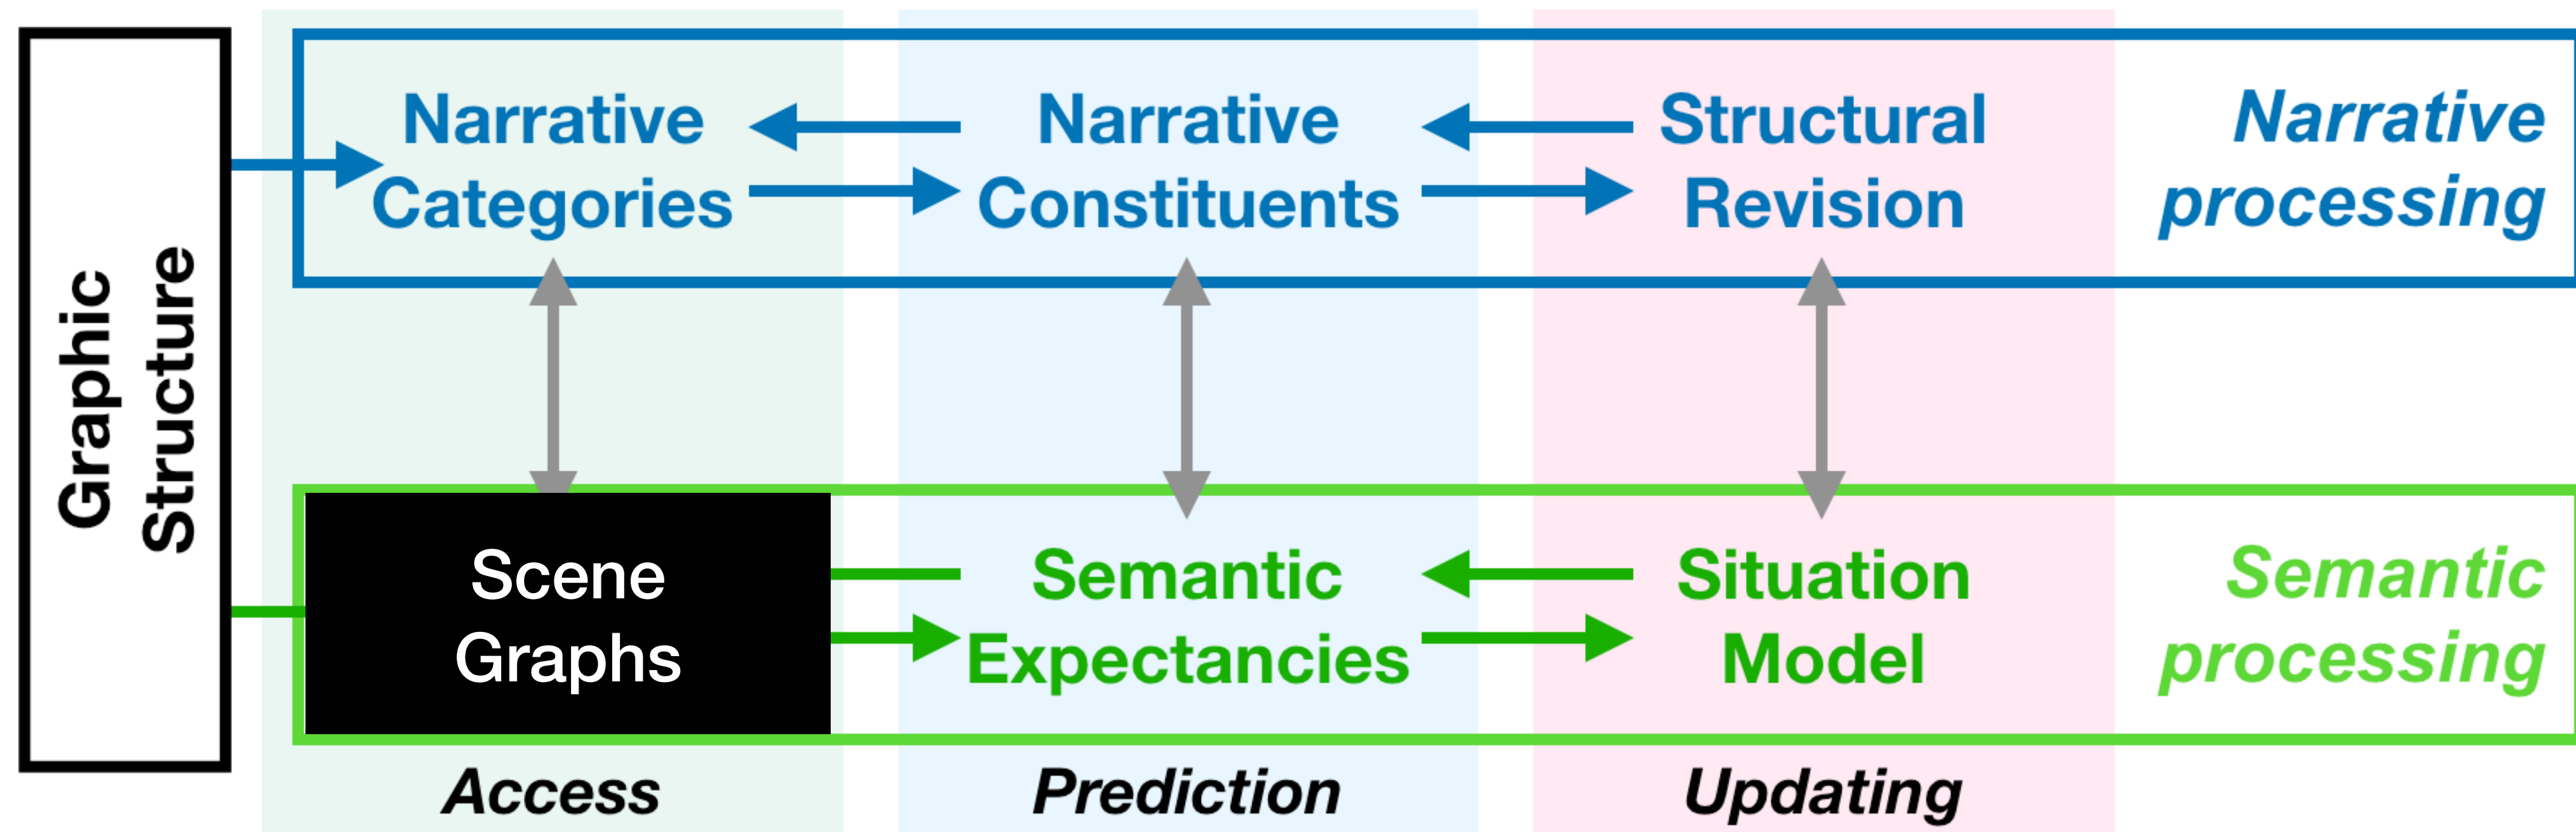 Graphic
Structure
Narrative
Categories
Narrative
Constituents
Structural
Revision
Narrative
processing
Scene
Graphs
Semantic
Expectancies
Situation
Model
Semantic
processing
Access
Prediction
Updating